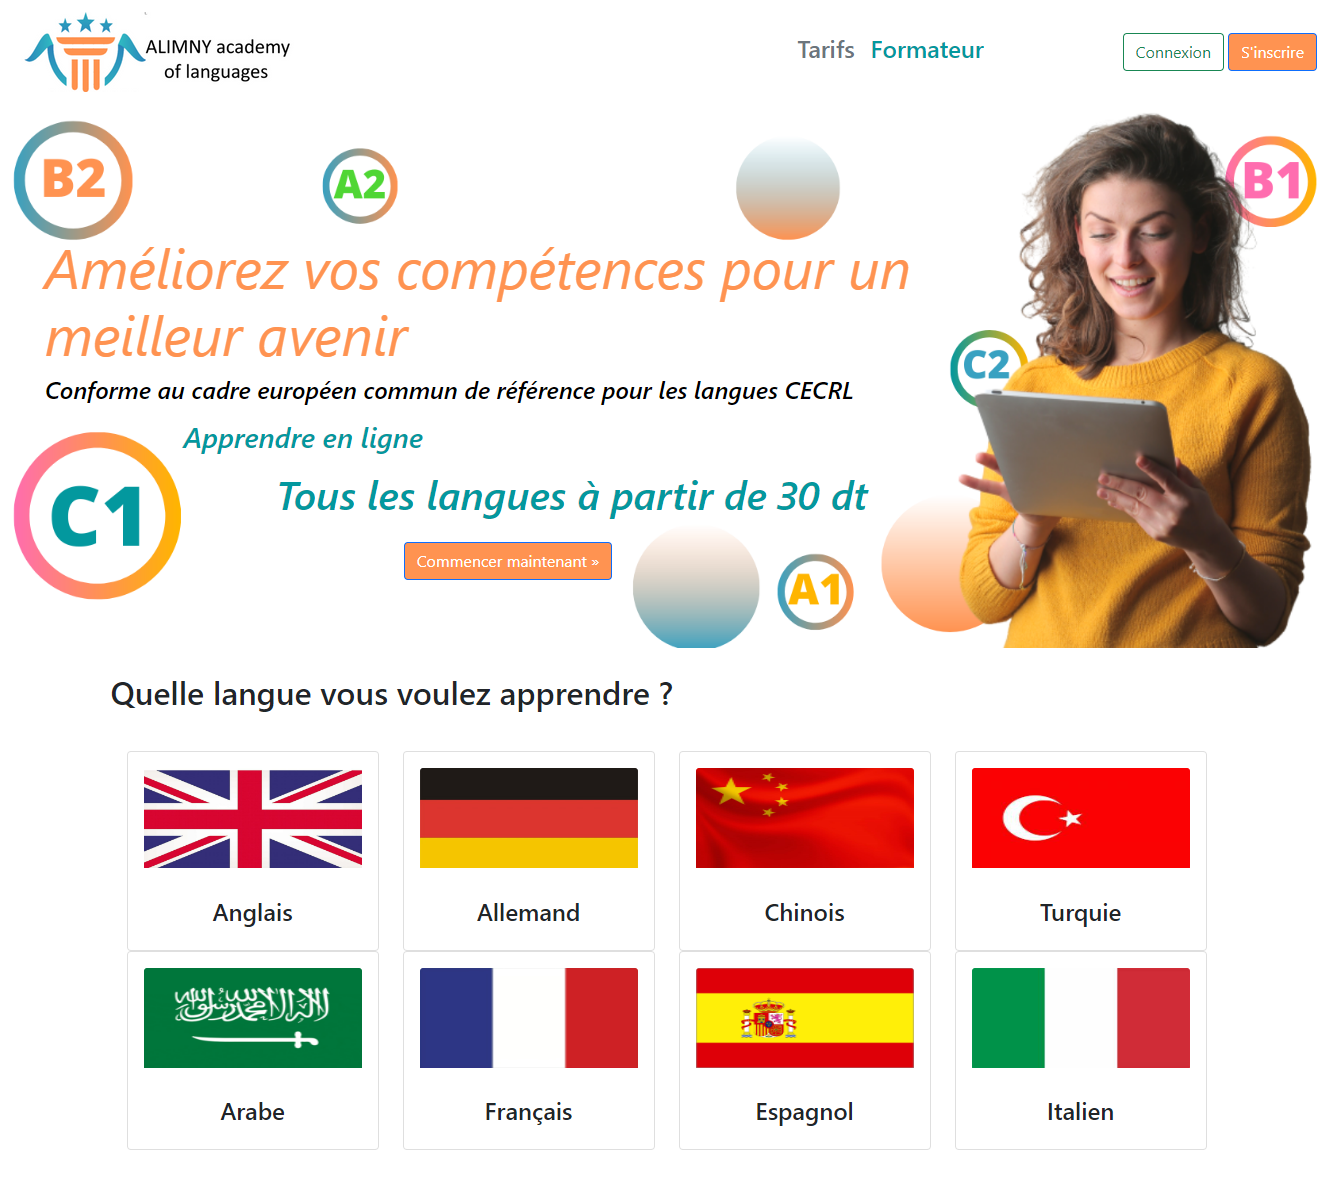 ALIMNY academy
of languages
Tarifs Formateur
Connexion S'inscrire
B2
A2
B1
Améliorez vos compétences pour un
meilleur avenir
C2
Conforme au cadre européen commun de référence pour les langues CECRL
Apprendre en ligne
C1
Tous les langues à partir de 30 dt
Commencer maintenant »
A1
Quelle langue vous voulez apprendre ?
Anglais Allemand Chinois Turquie
Arabe Français Espagnol Italien